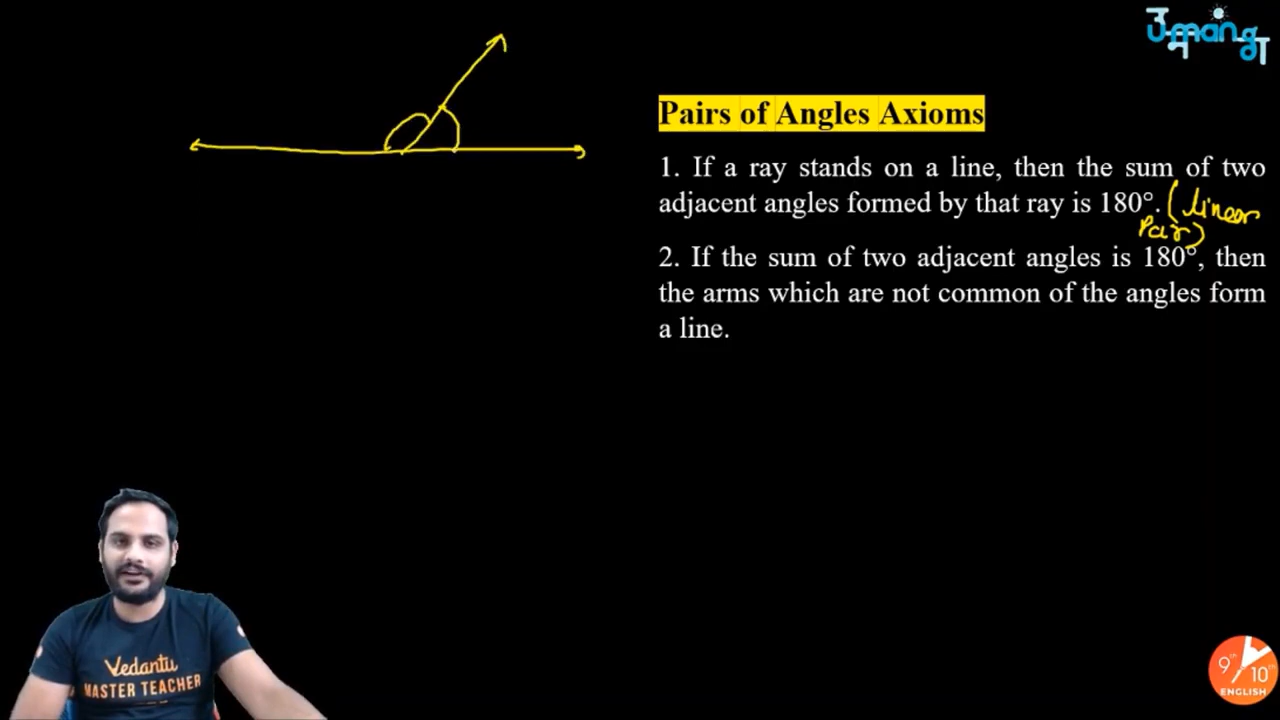 उमंग
umang
Pairs of Angles Axioms
1. If a ray stands on a line, then the sum of two
adjacent angles formed by that ray is 180°. (Linear
Pair)
2. If the sum of two adjacent angles is 180°, then
the arms which are not common of the angles form
a line.
Vedantu
MASTER TEACHER
9th 10th
ENGLISH